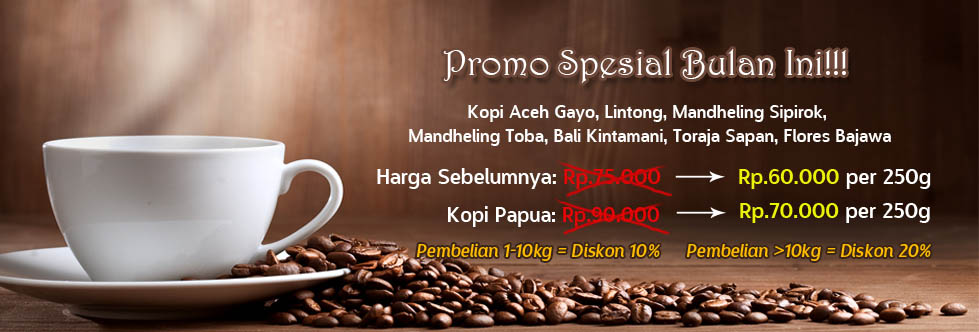 Promo Spesial Bulan Ini!!!
Kopi Aceh Gayo, Lintong, Mandheling Sipirok,
Mandheling Toba, Bali Kintamani, Toraja Sapan, Flores Bajawa
Harga Sebelumnya: Rp.75.000 → Rp.60.000 per 250g
Kopi Papua: Rp.90.000 → Rp.70.000 per 250g
Pembelian 1-10kg = Diskon 10% Pembelian >10kg = Diskon 20%